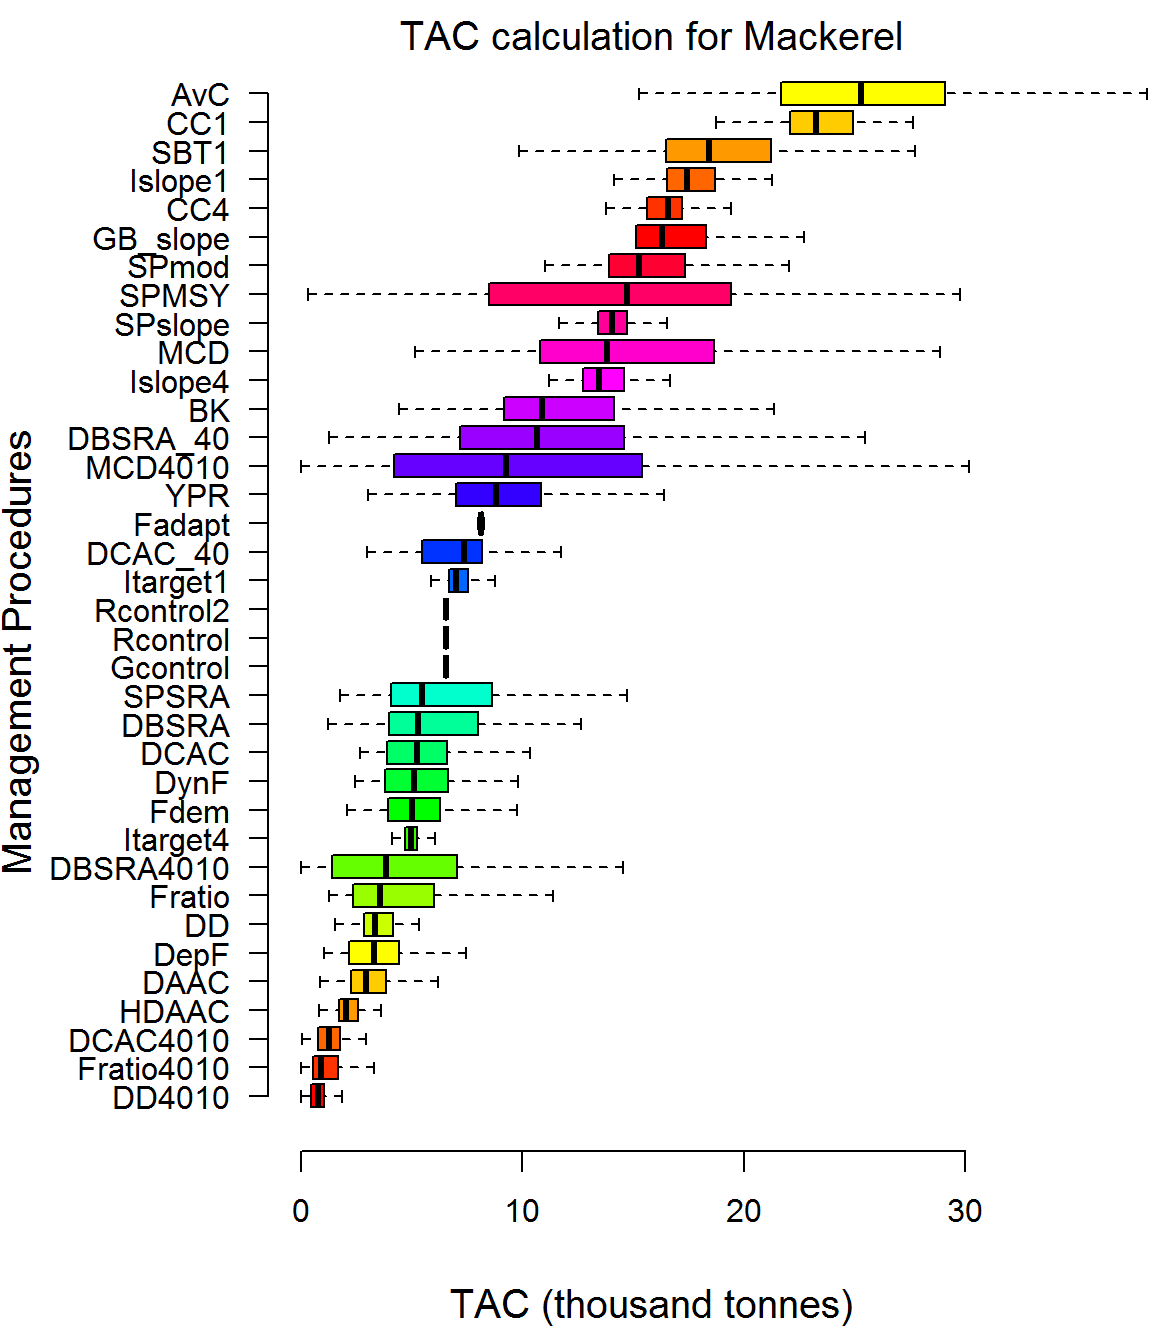 TAC calculation for Mackerel
AvC
CC1
SBT1
Islope1
CC4
GB_slope
SPmod
SPMSY
SPslope
MCD
Islope4
BK
DBSRA_40
MCD4010
YPR
Fadapt
DCAC_40
Itarget1
Rcontrol2
Rcontrol
Gcontrol
SPSRA
DBSRA
DCAC
DynF
Fdem
Itarget4
DBSRA4010
Fratio
DD
DepF
DAAC
HDAAC
DCAC4010
Fratio4010
DD4010
Management Procedures
0 10 20 30
TAC (thousand tonnes)